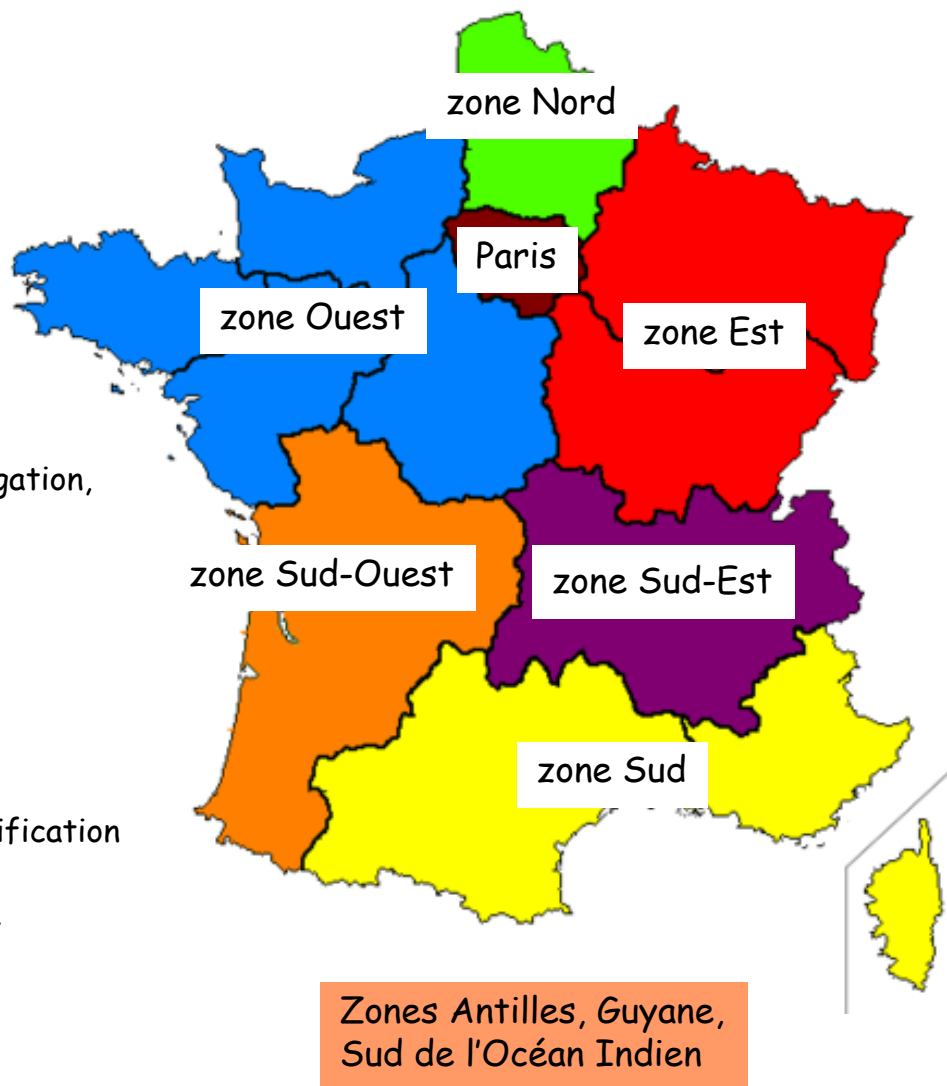 zone Nord
Paris
zone Ouest
zone Est
gation,
zone Sud-Ouest
zone Sud-Est
zone Sud
ification
Zones Antilles, Guyane,
Sud de l'Océan Indien